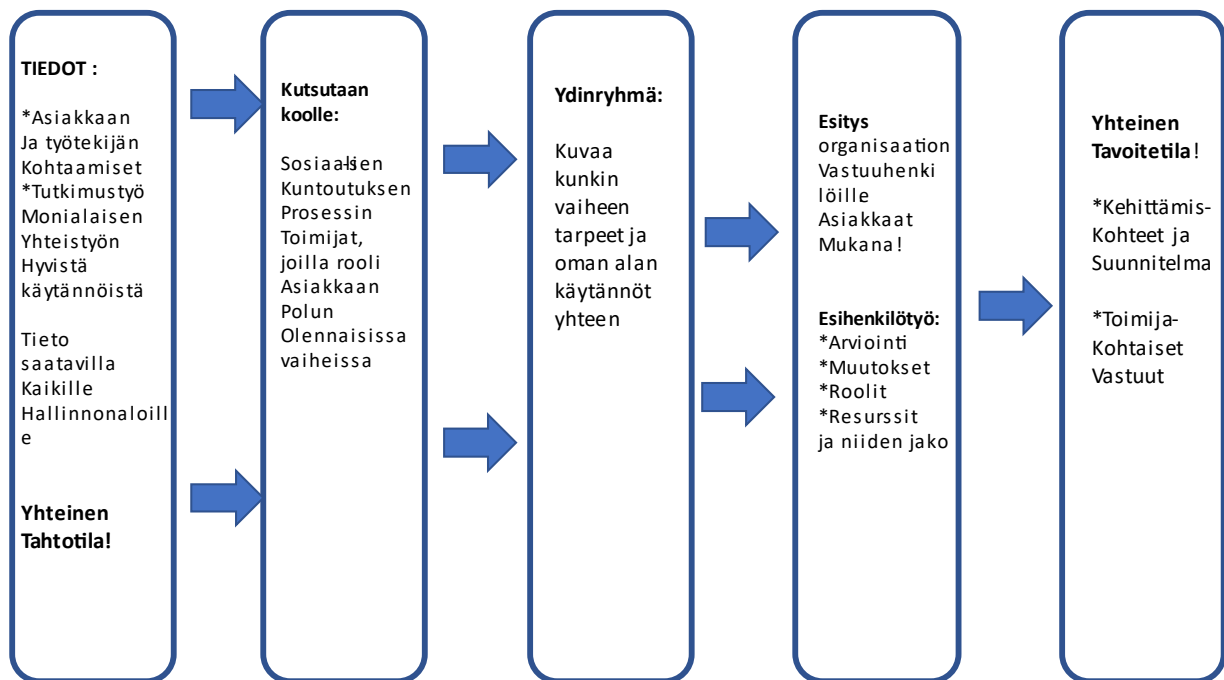 TIEDOT :
*Asiakkaan
Ja työtekijän
Kohtaamiset
*Tutkimustyö
Monialaisen
Yhteistyön
Hyvistä
käytännöistä
Tieto
saatavilla
Kaikille
Hallinnonaloill
e
Yhteinen
Tahtotila!
Kutsutaan
koolle:
Kuntoutuksen
Prosessin
Toimijat,
joilla rooli
Asiakkaan
Polun
Olennaisissa
vaiheissa
Ydinryhmä:
Kuvaa
kunkin
vaiheen
tarpeet ja
oman alan
käytännöt
yhteen
Esitys
organisaation
Vastuuhenki
löille
Asiakkaat
Mukana!
Esihenkilötyö:
*Arviointi
*Muutokset
*Roolit
*Resurssit
ja niiden jako
Yhteinen
Tavoitetila!
*Kehittämis-
Kohteet ja
Suunnitelma
*Toimija-
Kohtaiset
Vastuut